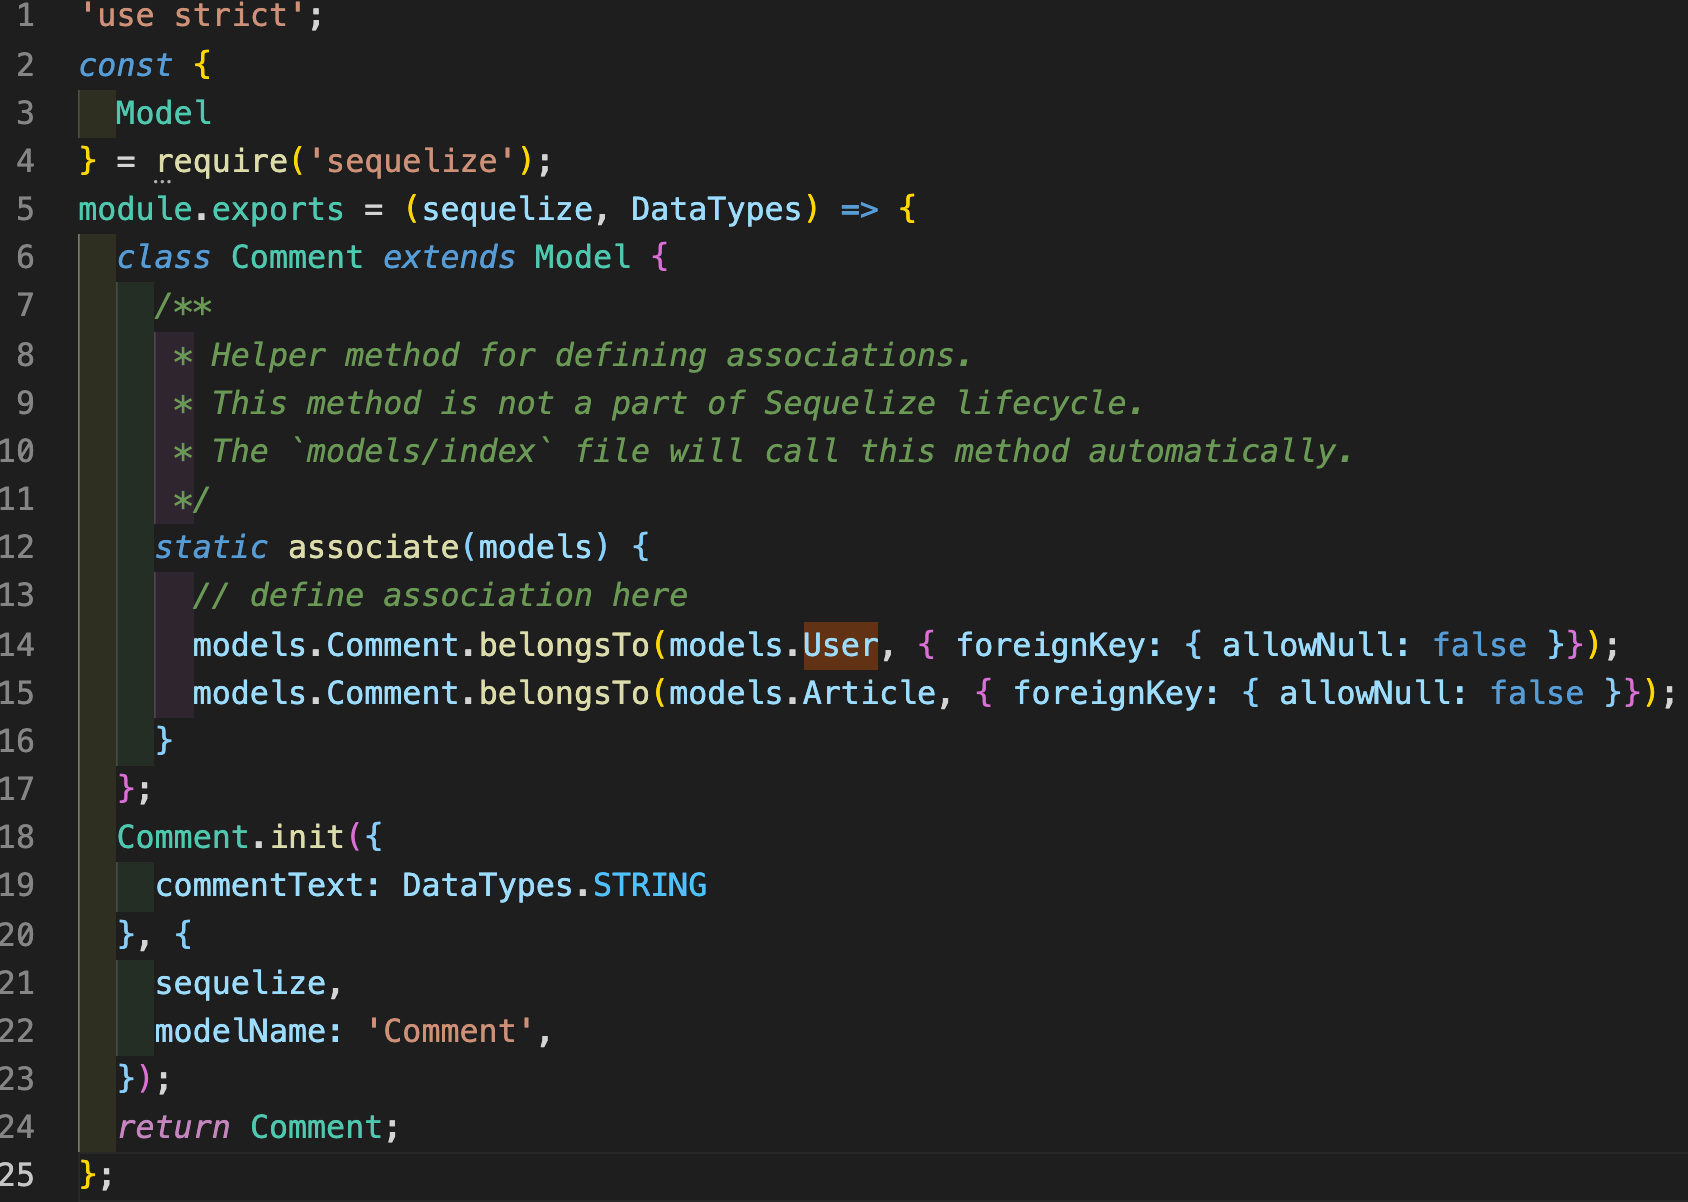 1 'use strict';
2 const {
3   Model
4 } = require('sequelize');
5 module.exports = (sequelize, DataTypes) => {
6   class Comment extends Model {
7     /**
8      * Helper method for defining associations.
9      * This method is not a part of Sequelize lifecycle.
10      * The `models/index` file will call this method automatically.
11      */
12     static associate(models) {
13       // define association here
14       models.Comment.belongsTo(models.User, { foreignKey: { allowNull: false }});
15       models.Comment.belongsTo(models.Article, { foreignKey: { allowNull: false }});
16     }
17   };
18   Comment.init({
19     commentText: DataTypes.STRING
20   }, {
21     sequelize,
22     modelName: 'Comment',
23   });
24   return Comment;
25 };